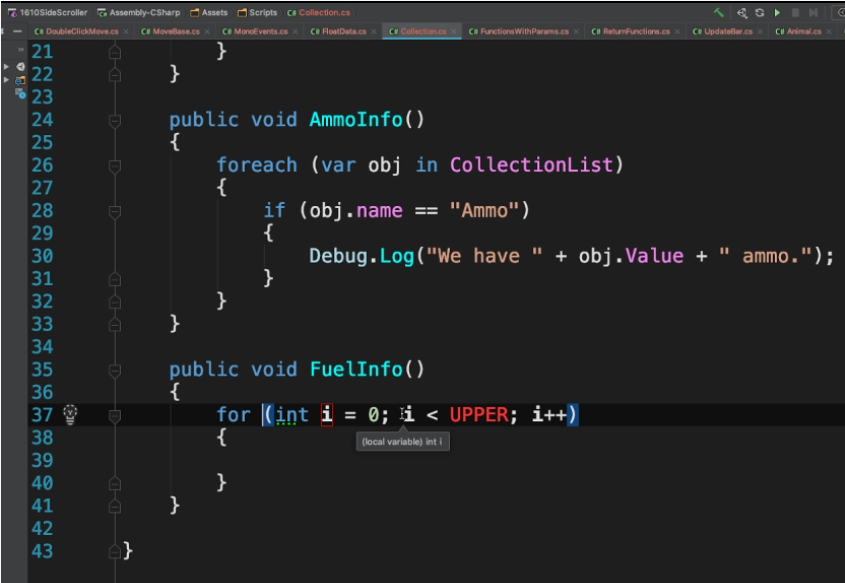 1610SideScroller Assembly-CSharp Assets Scripts C# Collection.cs
C# DoubleClickMove.cs × C# MoveBase.cs × C# MonoEvents.cs × C# FloatData.cs × C# Collection.cs × C# FunctionsWithParams.cs × C# ReturnFunctions.cs × C# UpdateBar.cs × C# Animal.cs ×
21 }
22 }
23
24 public void AmmoInfo()
25 {
26 foreach (var obj in CollectionList)
27 {
28 if (obj.name == "Ammo")
29 {
30 Debug.Log("We have " + obj.Value + " ammo.");
31 }
32 }
33 }
34
35 public void FuelInfo()
36 {
37 for (int i = 0; i < UPPER; i++)
38 {
(local variable) int i
39
40 }
41 }
42
43 }